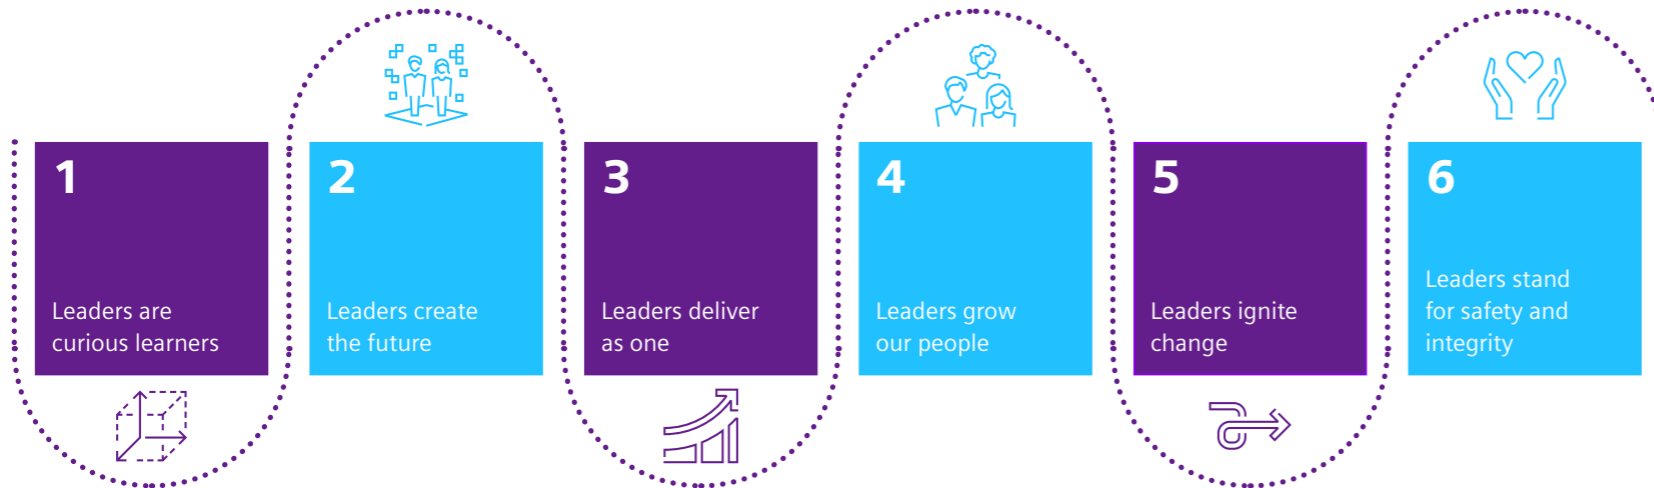 1
Leaders are
curious learners
2
Leaders create
the future
3
Leaders deliver
as one
4
Leaders grow
our people
5
Leaders ignite
change
6
Leaders stand
for safety and
integrity